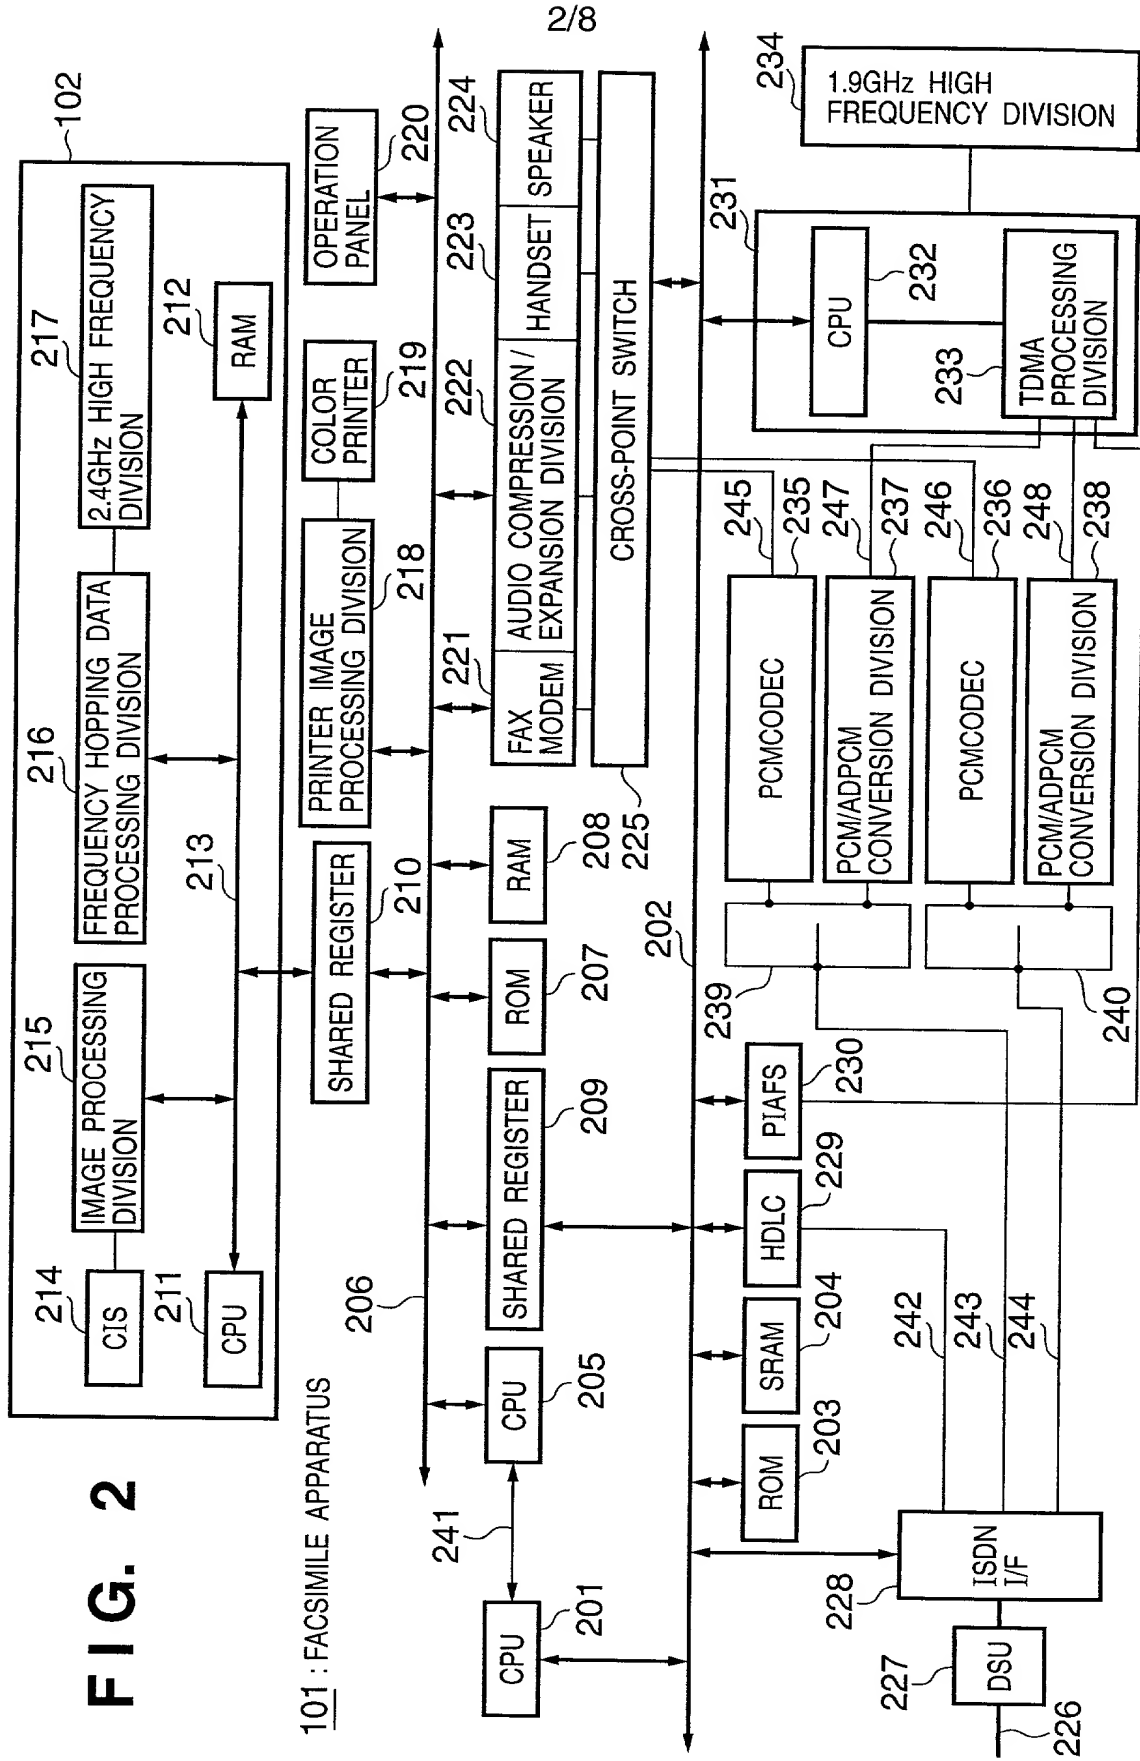 2/8
FIG. 2
101 : FACSIMILE APPARATUS
102
CIS
214
IMAGE PROCESSING
DIVISION
215
FREQUENCY HOPPING DATA
PROCESSING DIVISION
216
2.4GHz HIGH FREQUENCY
DIVISION
217
CPU
211
213
RAM
212
SHARED REGISTER
210
PRINTER IMAGE
PROCESSING DIVISION
218
COLOR
PRINTER
219
OPERATION
PANEL
220
206
CPU
201
241
CPU
205
SHARED REGISTER
209
ROM
207
RAM
208
FAX
MODEM
221
AUDIO COMPRESSION/
EXPANSION DIVISION
222
HANDSET
223
SPEAKER
224
CROSS-POINT SWITCH
225
202
ROM
203
SRAM
204
HDLC
229
PIAFS
230
239
240
PCMCODEC
235
245
PCM/ADPCM
CONVERSION DIVISION
237
247
PCMCODEC
236
246
PCM/ADPCM
CONVERSION DIVISION
238
248
231
CPU
232
TDMA
PROCESSING
DIVISION
233
1.9GHz HIGH
FREQUENCY DIVISION
234
226
DSU
227
ISDN
I/F
228
242
243
244